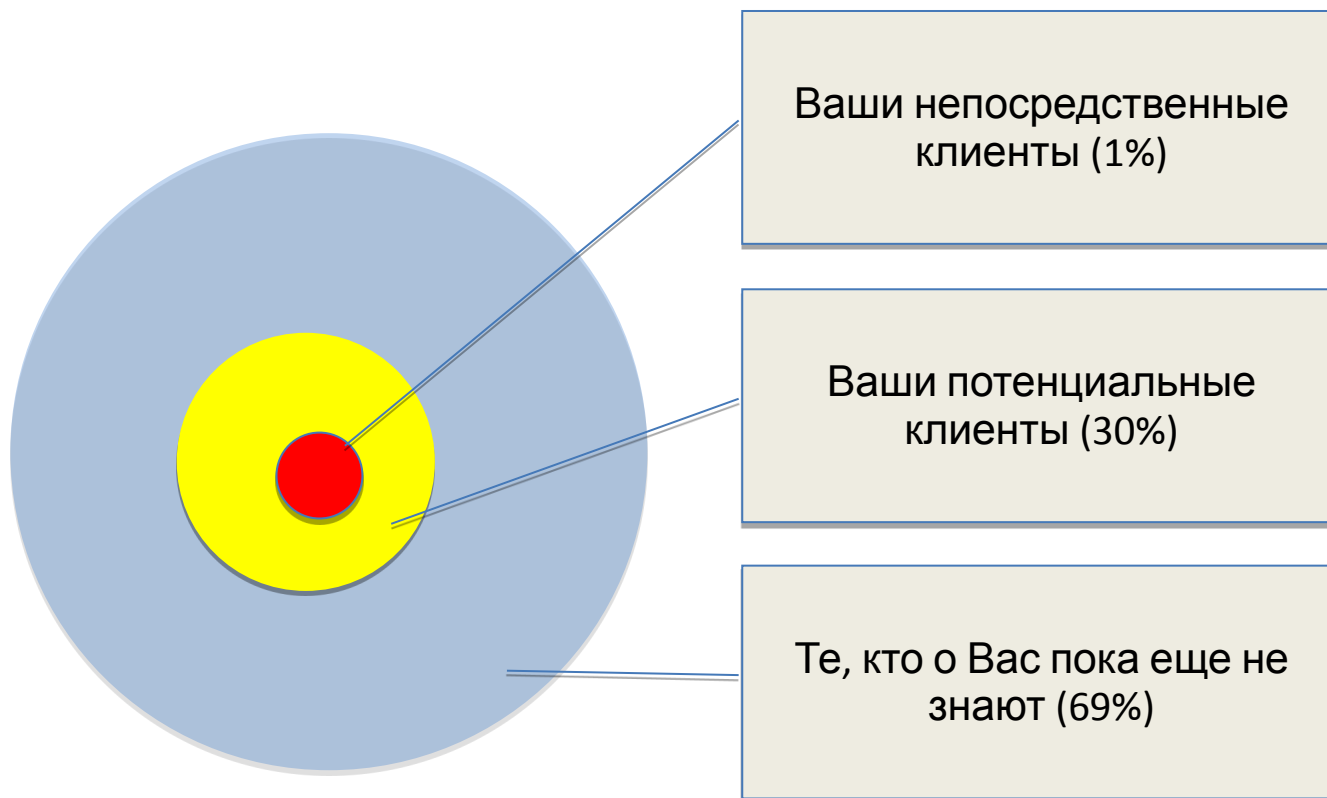 Ваши непосредственные
клиенты (1%)
Ваши потенциальные
клиенты (30%)
Те, кто о Вас пока еще не
знают (69%)